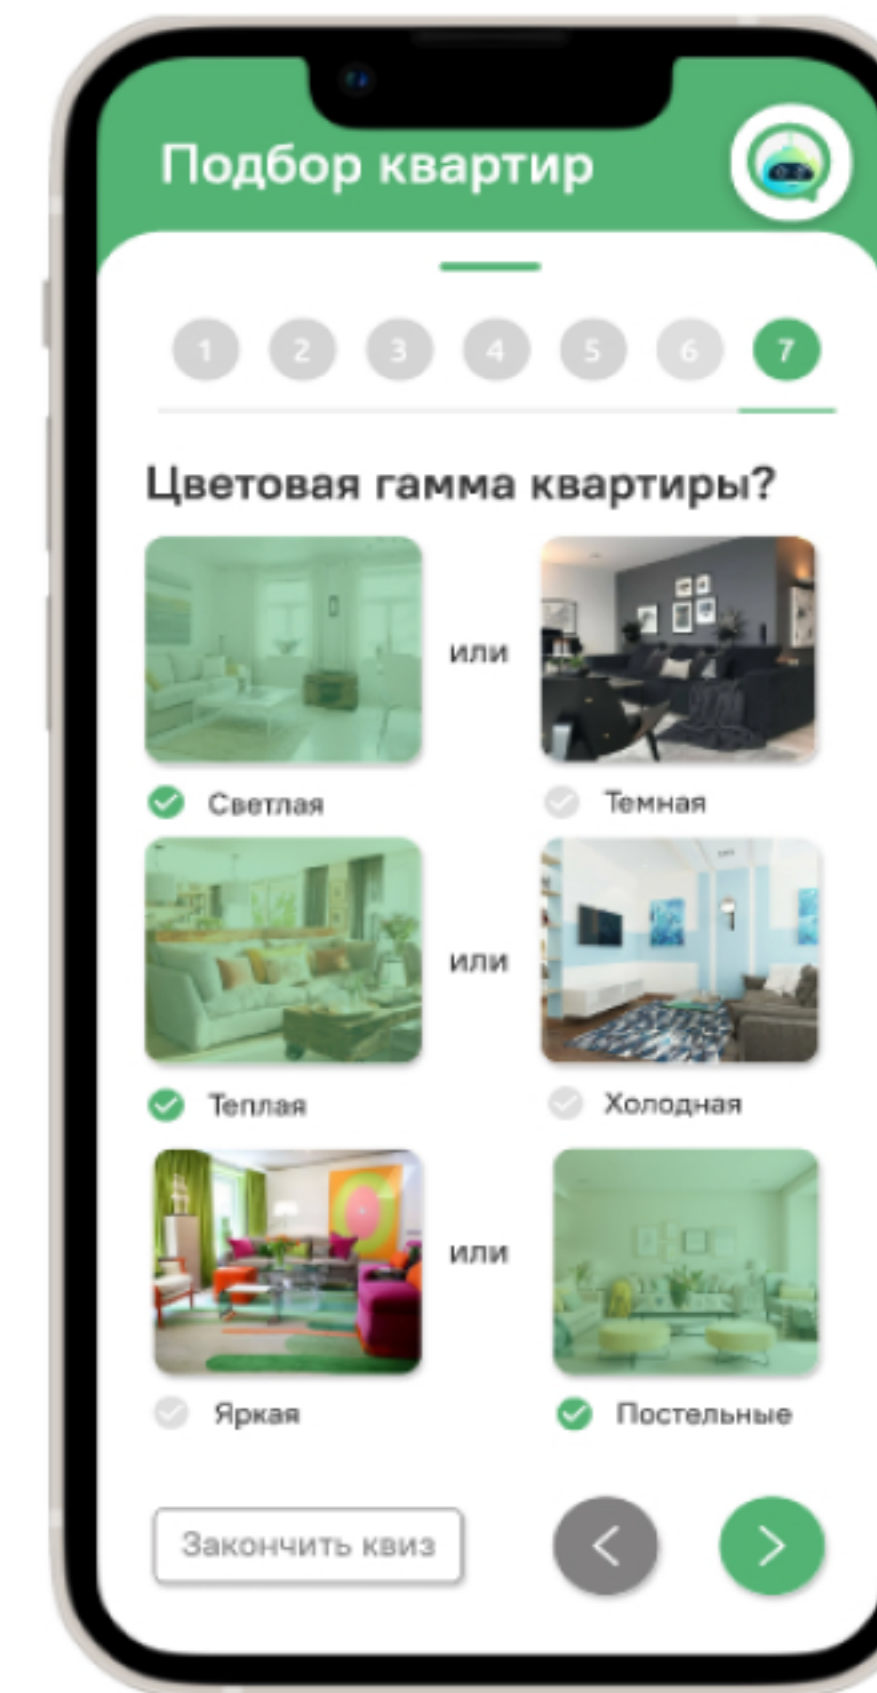 Подбор квартир
1 2 3 4 5 6 7
Цветовая гамма квартиры?
или
Светлая Темная
или
Теплая Холодная
или
Яркая Постельные
Закончить квиз